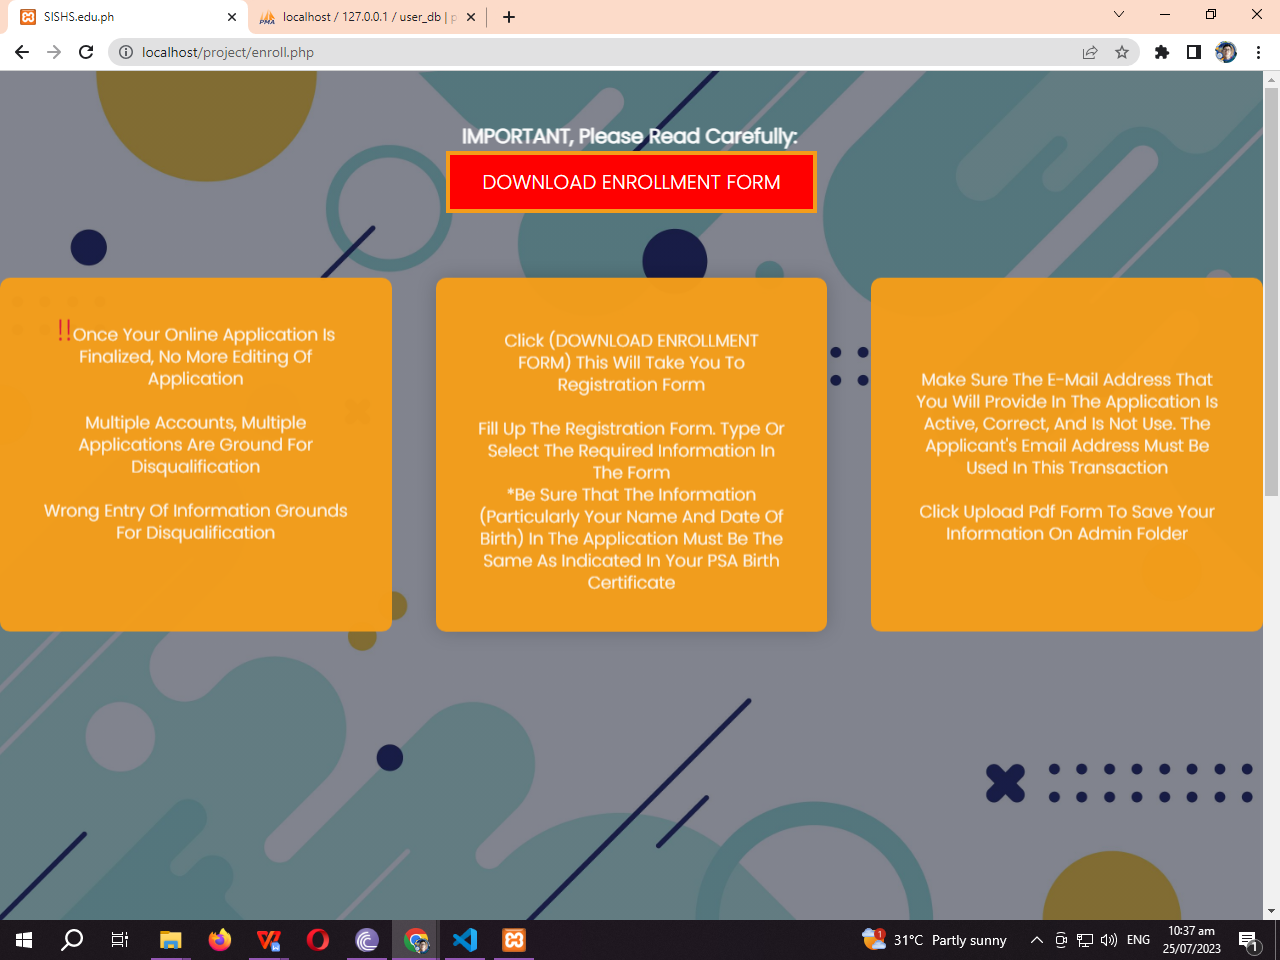 SISHS.edu.ph
localhost / 127.0.0.1 / user_db | p
localhost/project/enroll.php
IMPORTANT, Please Read Carefully:
DOWNLOAD ENROLLMENT FORM
‼Once Your Online Application Is
Finalized, No More Editing Of
Application
Multiple Accounts, Multiple
Applications Are Ground For
Disqualification
Wrong Entry Of Information Grounds
For Disqualification
Click (DOWNLOAD ENROLLMENT
FORM) This Will Take You To
Registration Form
Fill Up The Registration Form. Type Or
Select The Required Information In
The Form
*Be Sure That The Information
(Particularly Your Name And Date Of
Birth) In The Application Must Be The
Same As Indicated In Your PSA Birth
Certificate
Make Sure The E-Mail Address That
You Will Provide In The Application Is
Active, Correct, And Is Not Use. The
Applicant's Email Address Must Be
Used In This Transaction
Click Upload Pdf Form To Save Your
Information On Admin Folder
1
31°C Partly sunny
ENG
10:37 am
25/07/2023
1